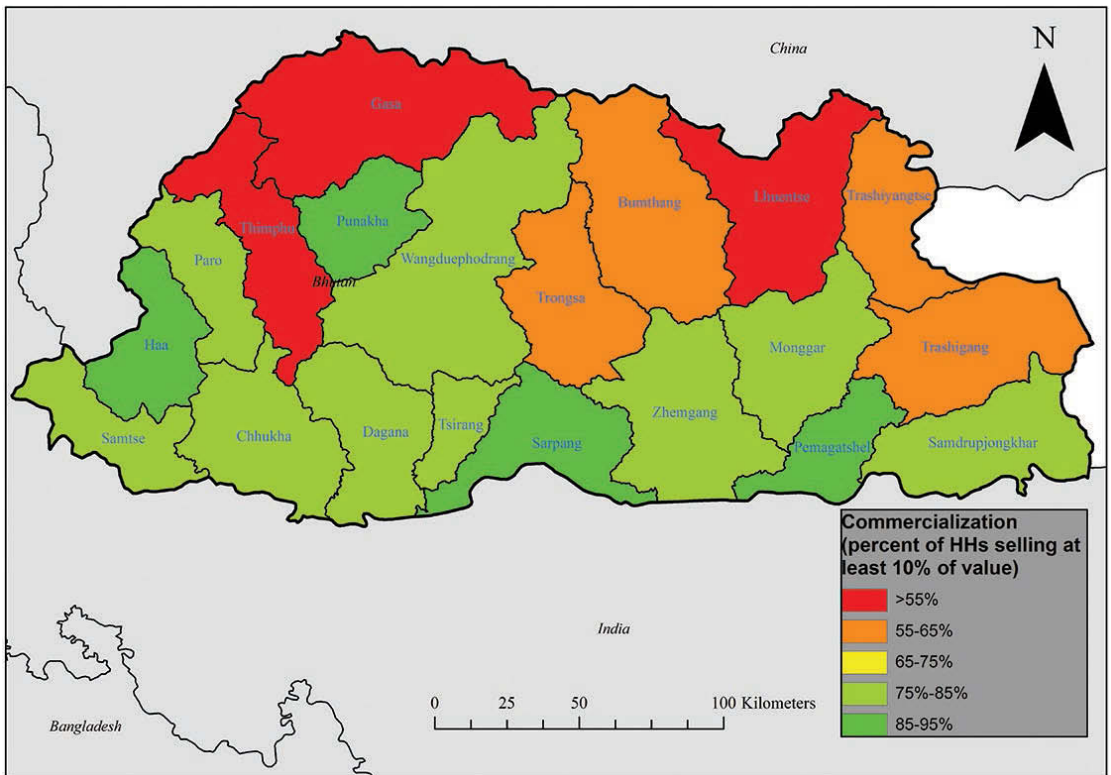 China
N
Gasa
Lhuentse
Trashiyangtse
Bumthang
Punakha
Thimphu
Paro
Wangduephodrang
Bhutan
Trongsa
Haa
Monggar
Trashigang
Zhemgang
Samtse
Chhukha
Dagana
Tsirang
Sarpang
Pemagatshel
Samdrupjongkhar
Commercialization
(percent of HHs selling at
least 10% of value)
>55%
55-65%
65-75%
75%-85%
85-95%
India
0 25 50 100 Kilometers
Bangladesh